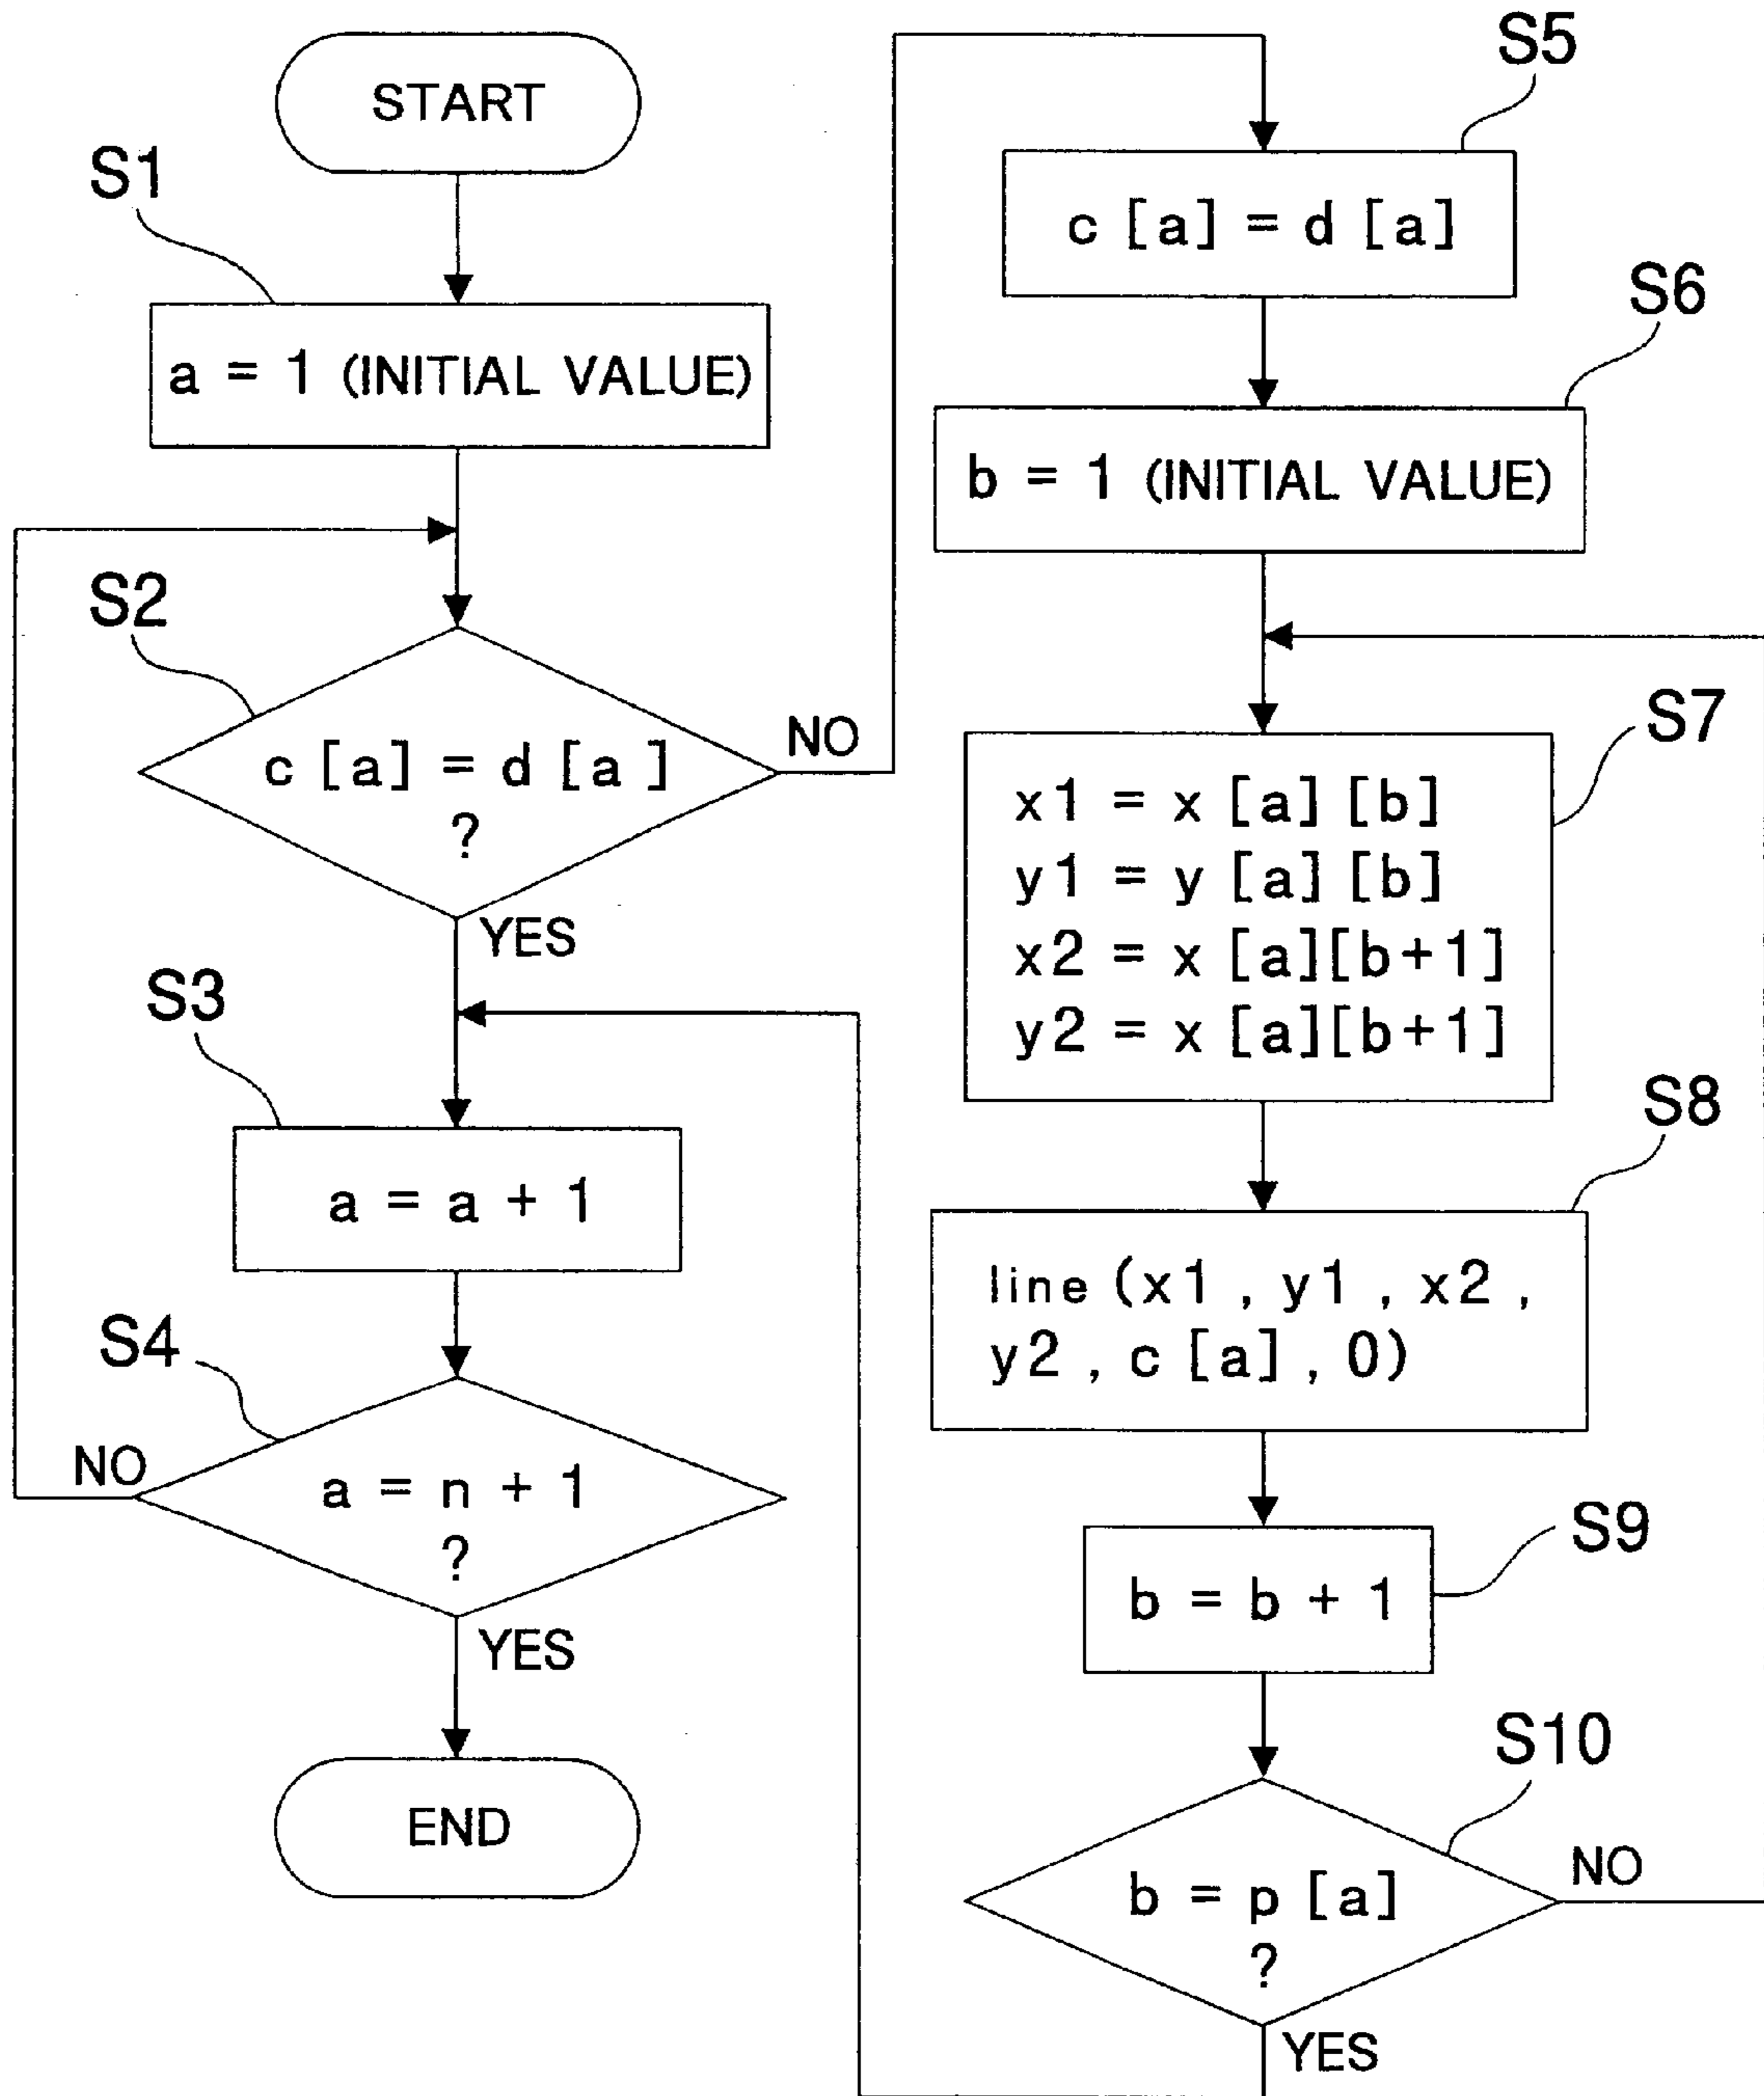 START
S1
a = 1 (INITIAL VALUE)
S2
c [a] = d [a ]
?
NO
YES
S3
a = a + 1
S4
a = n + 1
?
NO
YES
END
S5
c [a] = d [a]
S6
b = 1 (INITIAL VALUE)
S7
x1 = x [a] [b]
y1 = y [a] [b]
x2 = x [a][b+1]
y2 = x [a][b+1]
S8
line (x1 , y1 , x2 ,
y2 , c [a] , 0)
S9
b = b + 1
S10
b = p [a]
?
NO
YES